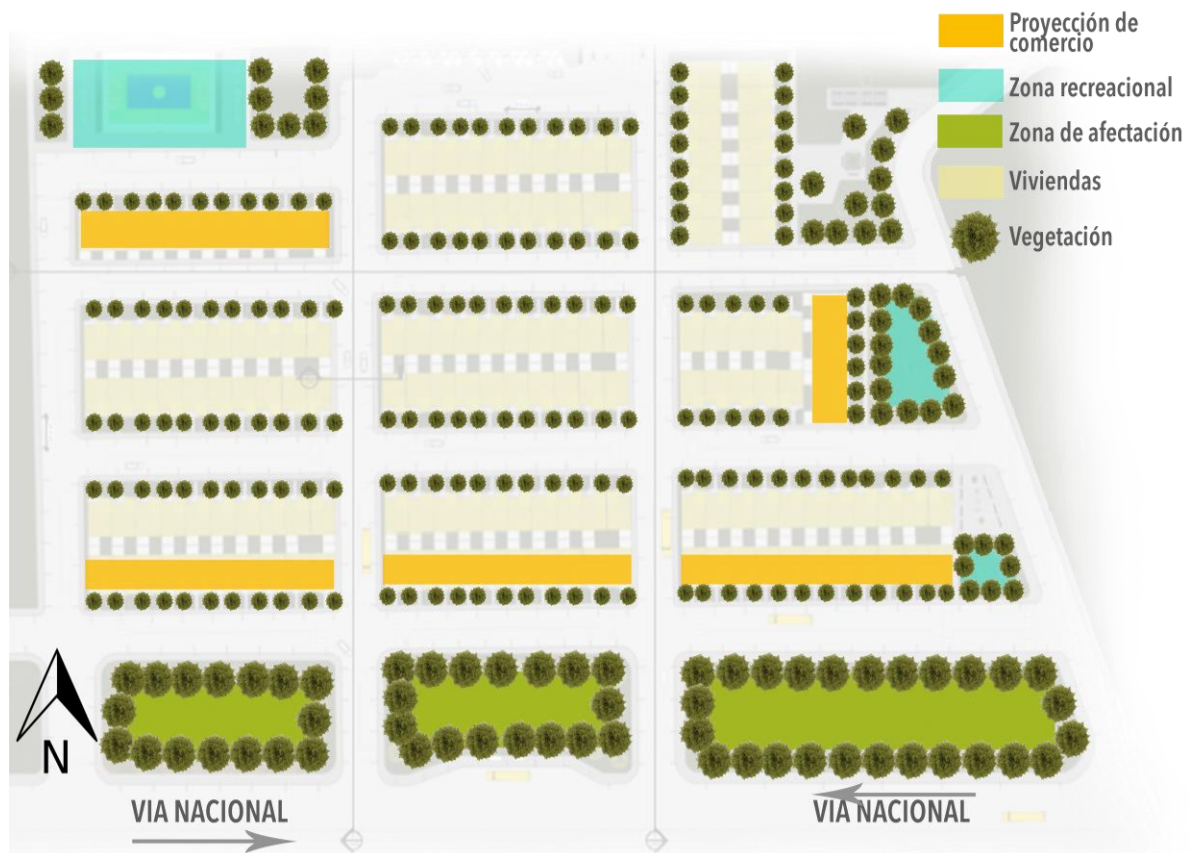 Proyección de
comercio
Zona recreacional
Zona de afectación
Viviendas
Vegetación
N
VIA NACIONAL
VIA NACIONAL